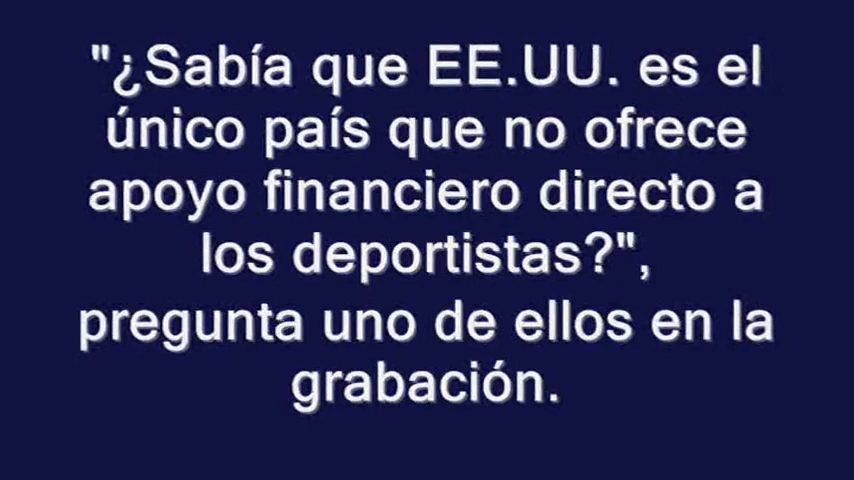 "¿Sabía que EE.UU. es el
único país que no ofrece
apoyo financiero directo a
los deportistas?",
pregunta uno de ellos en la
grabación.